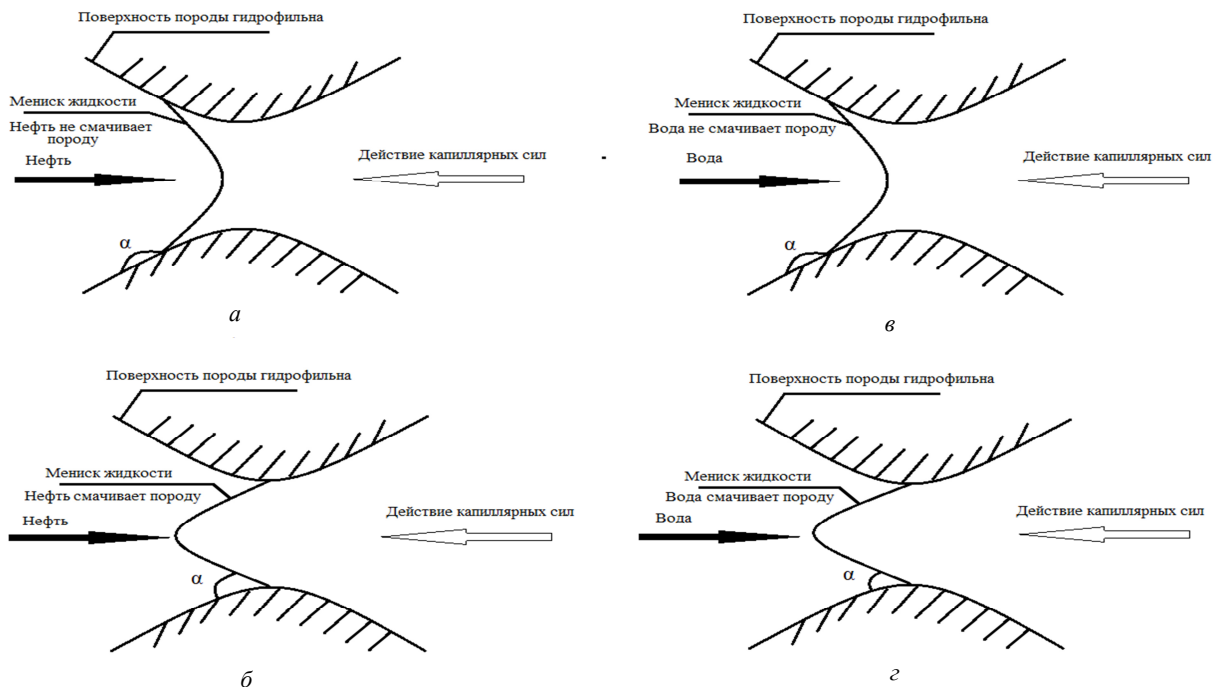 Поверхность породы гидрофильна
Мениск жидкости
Нефть не смачивает
породу
Нефть
Действие капиллярных сил
α
а
Поверхность породы гидрофильна
Мениск жидкости
Вода не смачивает породу
Вода
Действие капиллярных сил
α
в
Поверхность породы гидрофильна
Мениск жидкости
Нефть смачивает породу
Нефть
Действие капиллярных сил
α
б
Поверхность породы гидрофильна
Мениск жидкости
Вода смачивает породу
Вода
Действие капиллярных сил
α
г